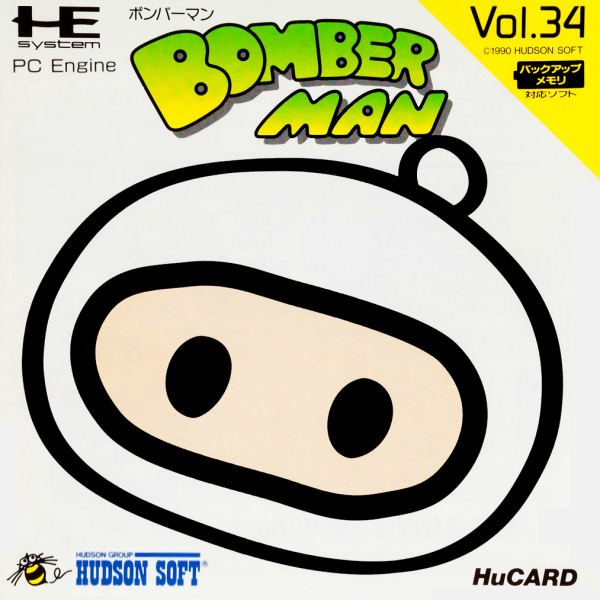 HE
system
PC Engine
ボンバーマン
BOMBER
MAN
Vol.34
©1990 HUDSON SOFT
バックアップ
メモリ
対応ソフト
HUDSON GROUP
HUDSON SOFT®
HuCARD